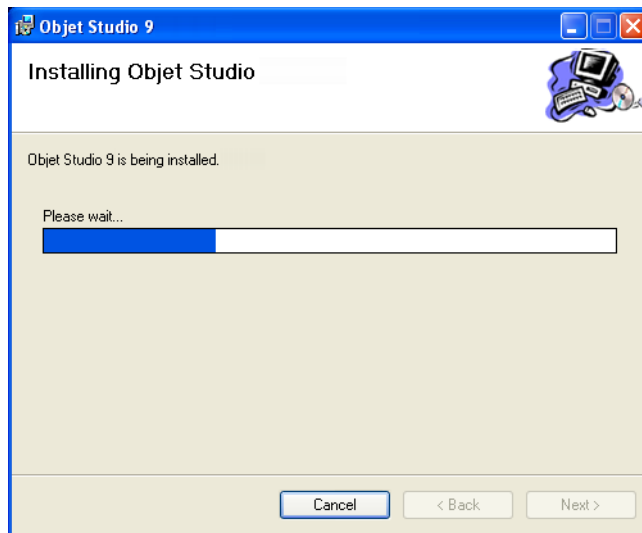 Objet Studio 9
Installing Objet Studio
Objet Studio 9 is being installed.
Please wait...
Cancel
< Back
Next >